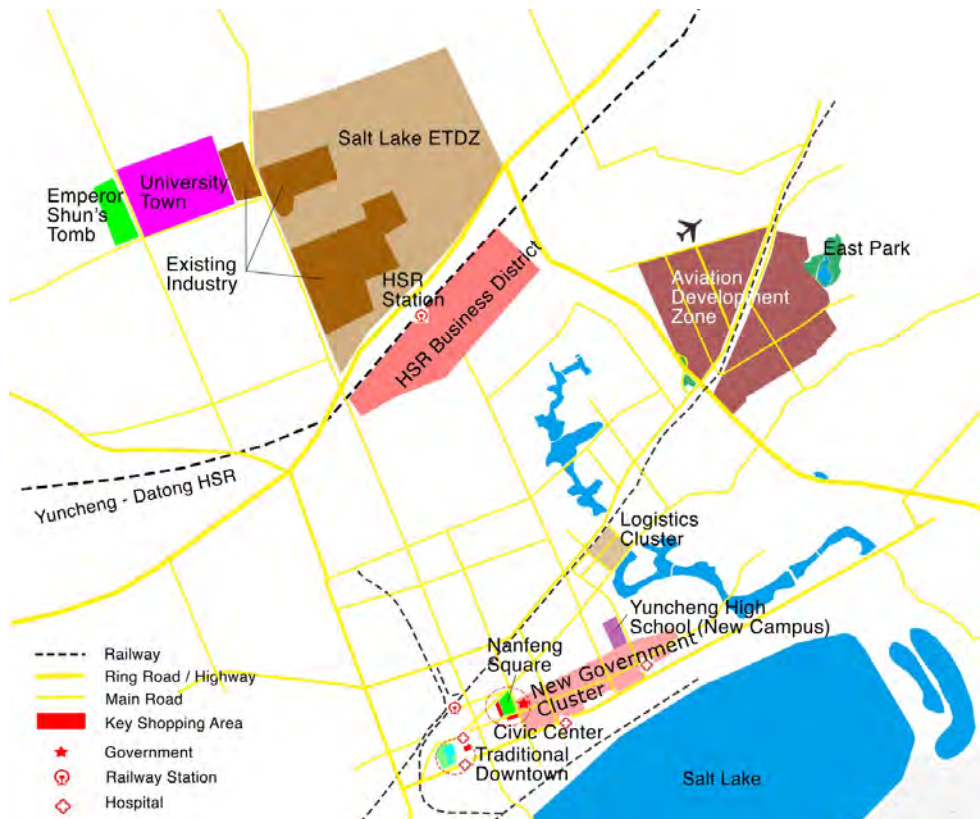 Salt Lake ETDZ
University
Town
Emperor
Shun's
Tomb
Existing
Industry
HSR
Station
HSR Business District
East Park
Aviation
Development
Zone
Yuncheng - Datong HSR
Logistics
Cluster
Yuncheng High
School (New Campus)
Nanfeng
Square
New Government
Cluster
Civic Center
Traditional
Downtown
Salt Lake
Railway
Ring Road / Highway
Main Road
Key Shopping Area
Government
Railway Station
Hospital